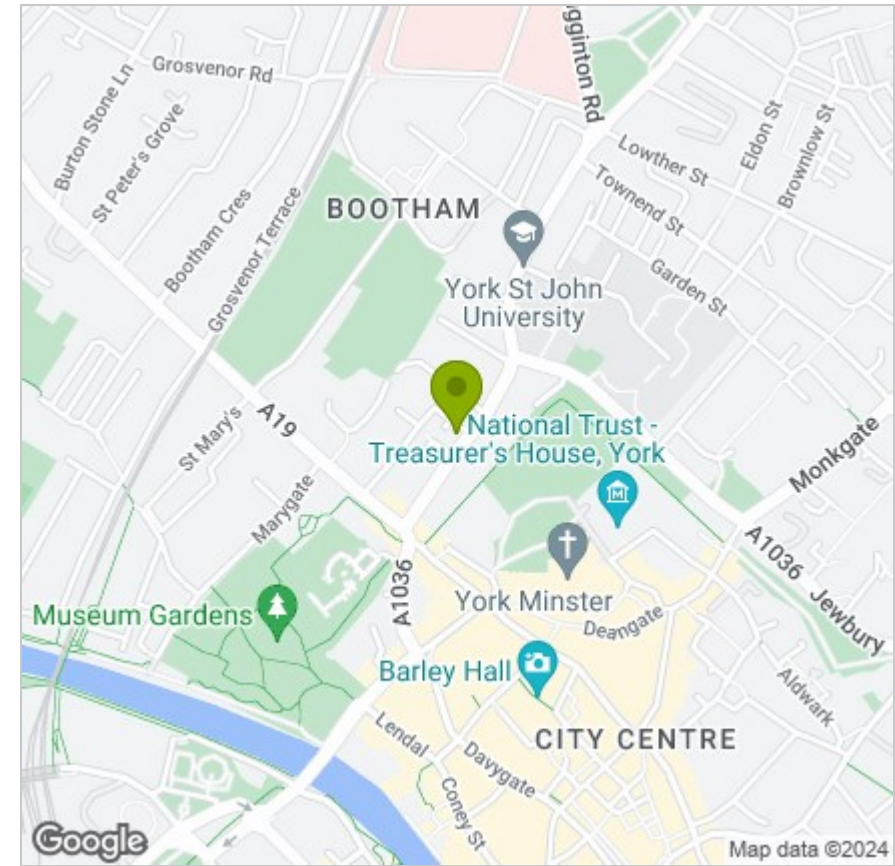 Grosvenor Rd
igginton Rd
Burton Stone Ln
St Peter's Grove
Eldon St
Brownlow St
Lowther St
Townend St
BOOTHAM
Bootham Cres
Grosvenor Terrace
York St John
University
Garden St
A19
St Mary's
National Trust -
Treasurer's House, York
Monkgate
Marygate
A1036
A1036
Jewbury
York Minster
Museum Gardens
Deangate
Barley Hall
Aldwark
Lendal
Davygate
CITY CENTRE
Coney St
Google
Map data ©2024